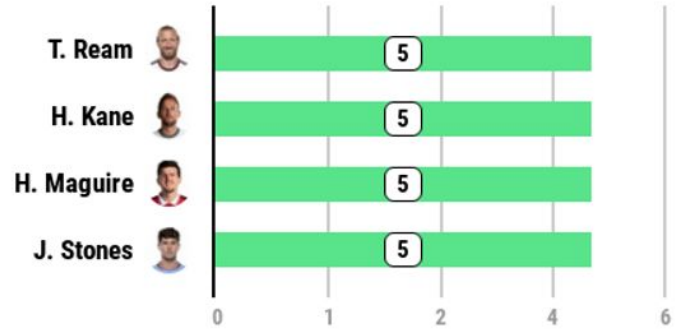 T. Ream 5
H. Kane 5
H. Maguire 5
J. Stones 5
0 1 2 4 6